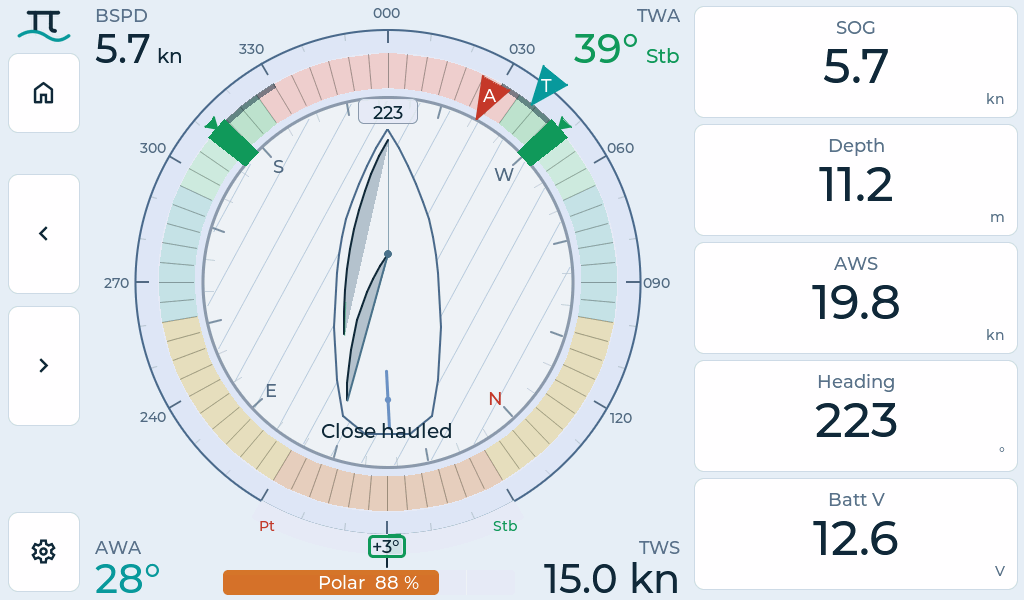 BSPD
5.7 kn
TWA
39° Stb
000
330
030
300
060
270
090
240
120
A
T
223
S
W
E
N
Close hauled
Pt
Stb
+3°
AWA
28°
Polar 88 %
TWS
15.0 kn
SOG
5.7
kn
Depth
11.2
m
AWS
19.8
kn
Heading
223
°
Batt V
12.6
V